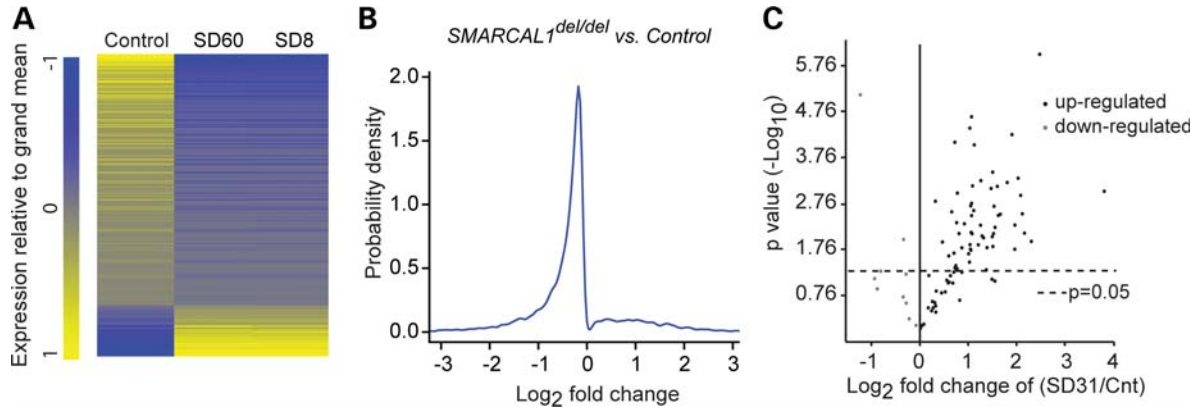 A
Control SD60 SD8
Expression relative to grand mean
-1
0
1
B
SMARCAL1del/del vs. Control
Probability density
2.0
1.5
1.0
0.5
0.0
-3 -2 -1 0 1 2 3
Log2 fold change
C
p value (-Log10)
5.76
4.76
3.76
2.76
1.76
0.76
up-regulated
down-regulated
p=0.05
-1 0 1 2 3 4
Log2 fold change of (SD31/Cnt)